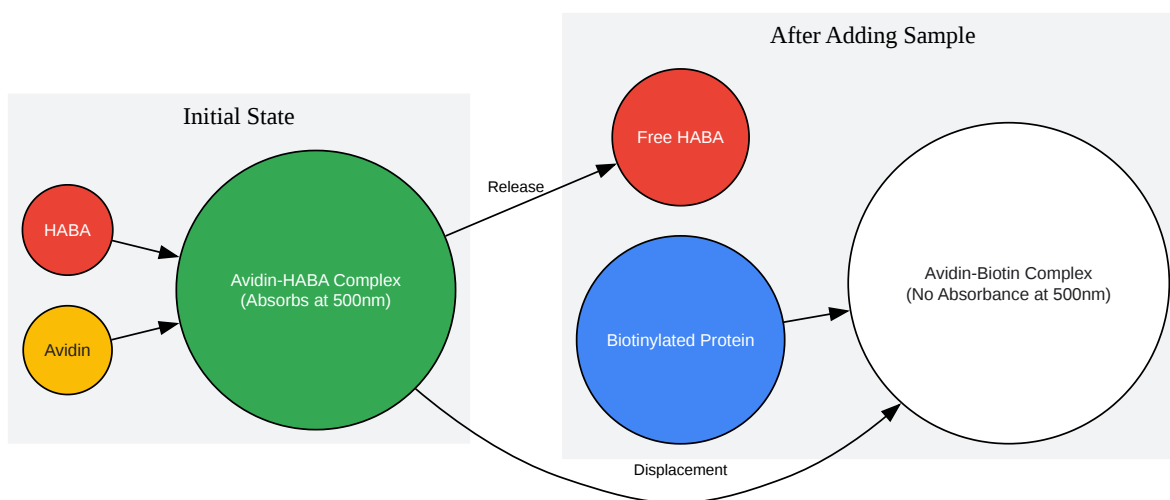 Initial State
HABA
Avidin
Avidin-HABA Complex
(Absorbs at 500nm)
Release
Displacement
After Adding Sample
Free HABA
Biotinylated Protein
Avidin-Biotin Complex
(No Absorbance at 500nm)